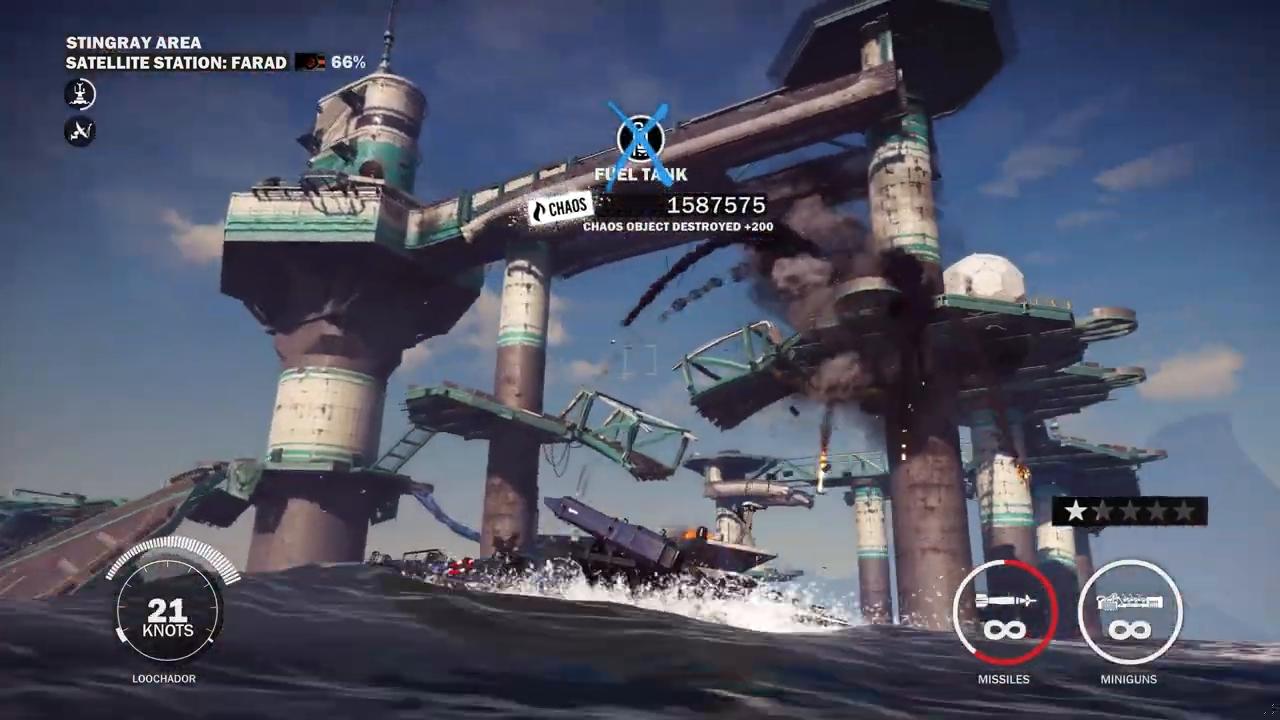 STINGRAY AREA
SATELLITE STATION: FARAD 66%
FUEL TANK
CHAOS 1587575
CHAOS OBJECT DESTROYED +200
21
KNOTS
LOOCHADOR
∞
MISSILES
∞
MINIGUNS